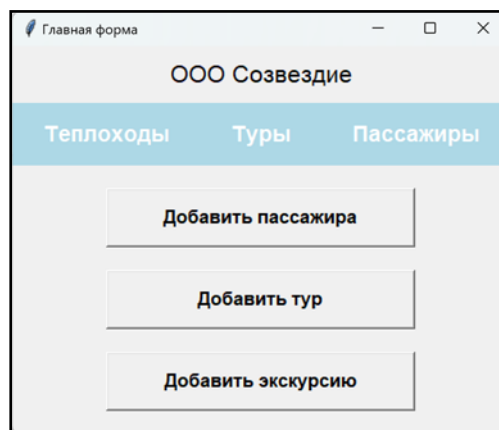 Главная форма
ООО Созвездие
Теплоходы Туры Пассажиры
Добавить пассажира
Добавить тур
Добавить экскурсию